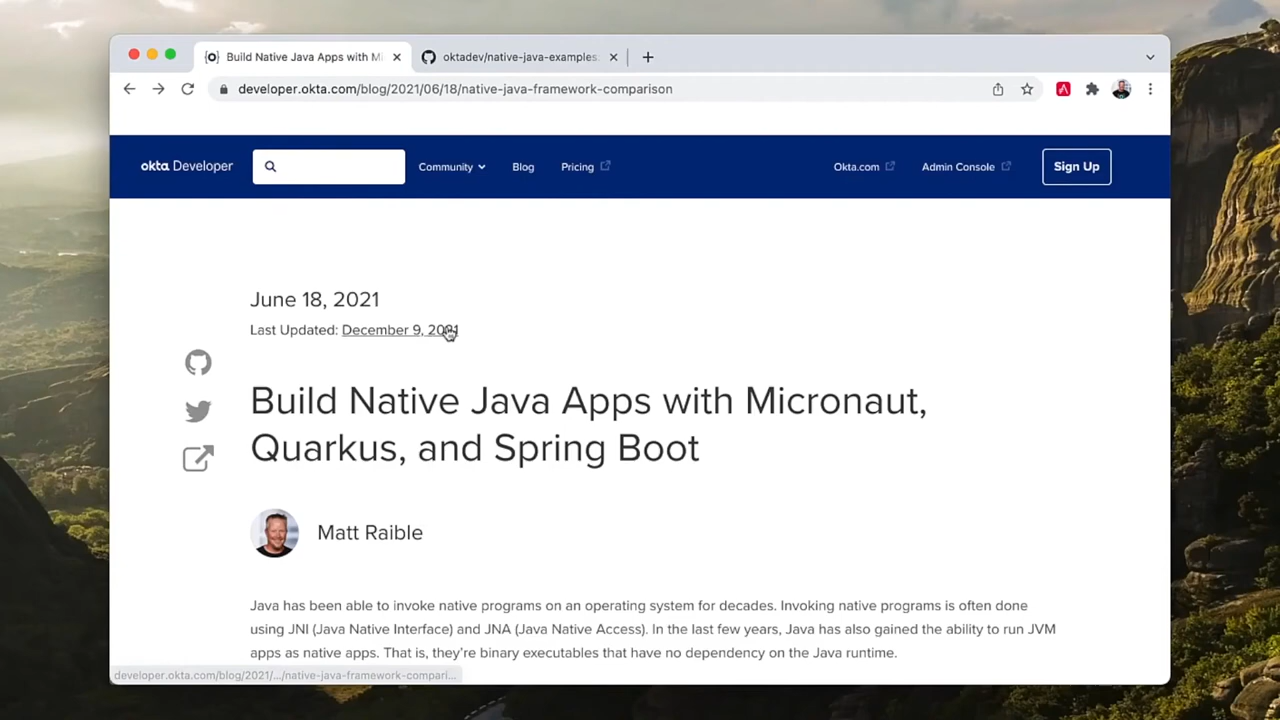 Build Native Java Apps with Mi
oktadev/native-java-examples:
developer.okta.com/blog/2021/06/18/native-java-framework-comparison
okta Developer
Community
Blog
Pricing
Okta.com
Admin Console
Sign Up
June 18, 2021
Last Updated: December 9, 2021
Build Native Java Apps with Micronaut,
Quarkus, and Spring Boot
Matt Raible
Java has been able to invoke native programs on an operating system for decades. Invoking native programs is often done
using JNI (Java Native Interface) and JNA (Java Native Access). In the last few years, Java has also gained the ability to run JVM
apps as native apps. That is, they're binary executables that have no dependency on the Java runtime.
developer.okta.com/blog/2021/.../native-java-framework-compari...